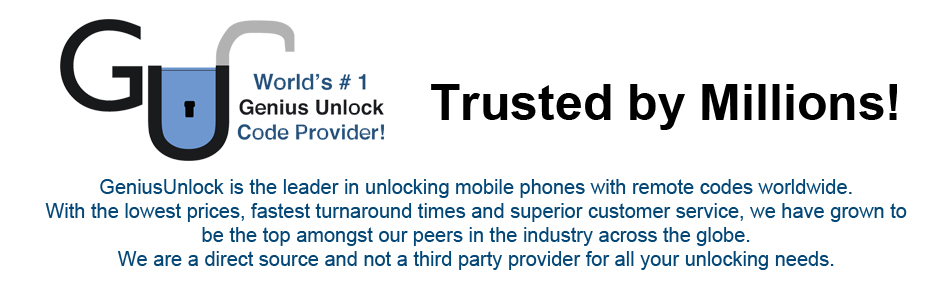 GU
World's # 1
Genius Unlock
Code Provider!
Trusted by Millions!
GeniusUnlock is the leader in unlocking mobile phones with remote codes worldwide.
With the lowest prices, fastest turnaround times and superior customer service, we have grown to
be the top amongst our peers in the industry across the globe.
We are a direct source and not a third party provider for all your unlocking needs.